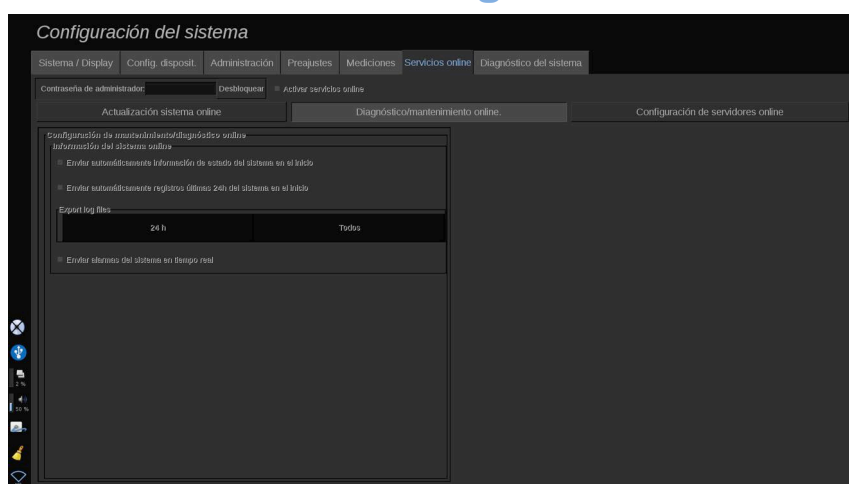 Configuración del sistema
Sistema / Display Config. disposit. Administración Preajustes Mediciones Servicios online Diagnóstico del sistema
Contraseña de administrador: Desbloquear Activar servicios online
Actualización sistema online Diagnóstico/mantenimiento online. Configuración de servidores online
Configuración de mantenimiento/diagnóstico online
Información del sistema online
Enviar automáticamente información de estado del sistema en el inicio
Enviar automáticamente registros últimas 24h del sistema en el inicio
Export log files
24 h Todos
Enviar alarmas del sistema en tiempo real
2 %
50 %